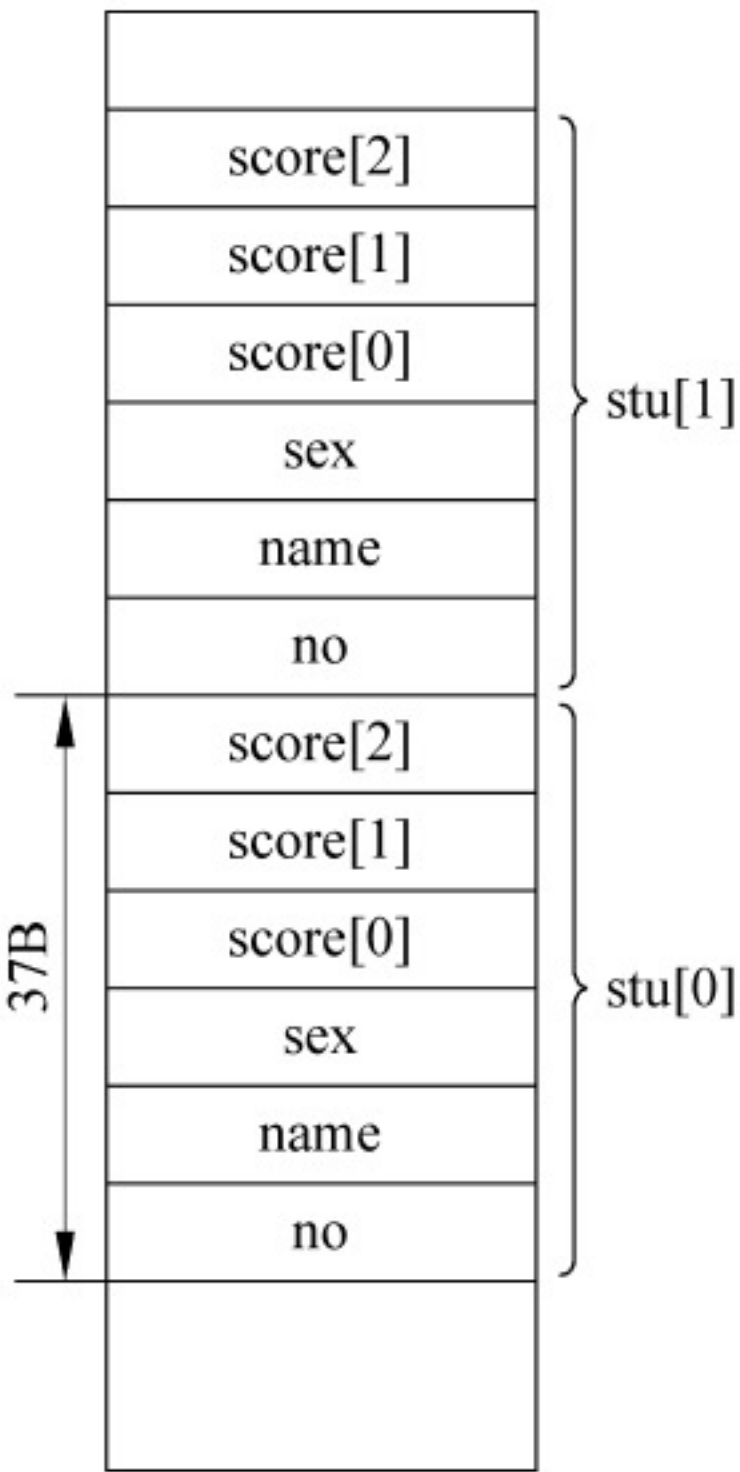 score[2]
score[1]
score[0]
sex
name
no
stu[1]
score[2]
score[1]
score[0]
sex
name
no
stu[0]
37B